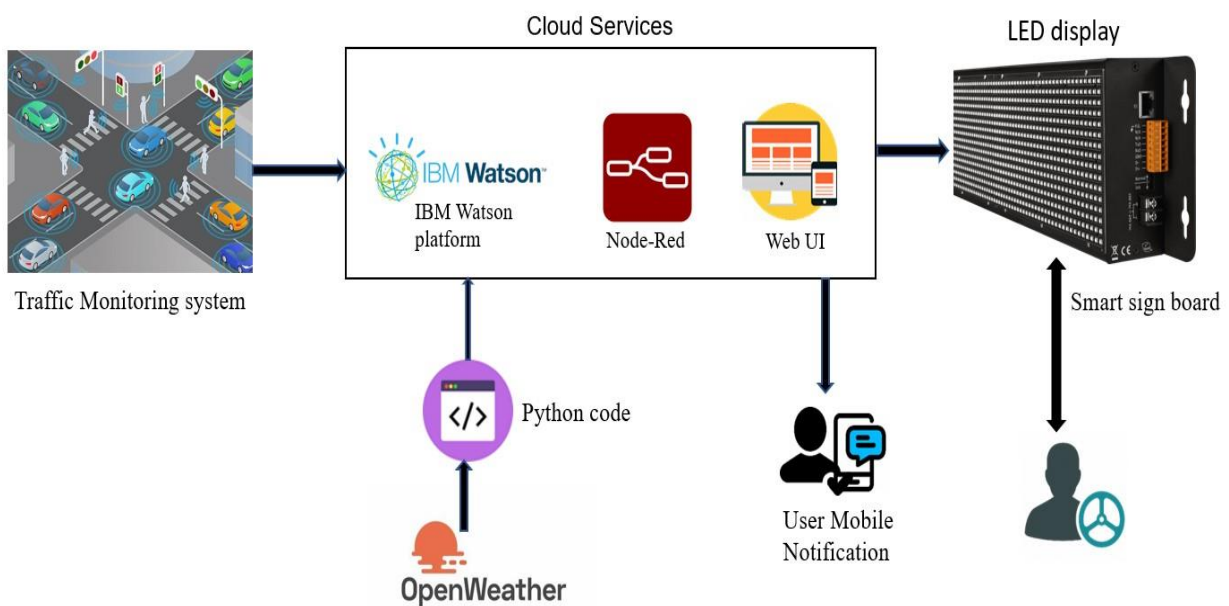 Cloud Services
LED display
IBM Watson™
IBM Watson
platform
Node-Red
Web UI
Traffic Monitoring system
Smart sign board
</>
Python code
User Mobile
Notification
OpenWeather